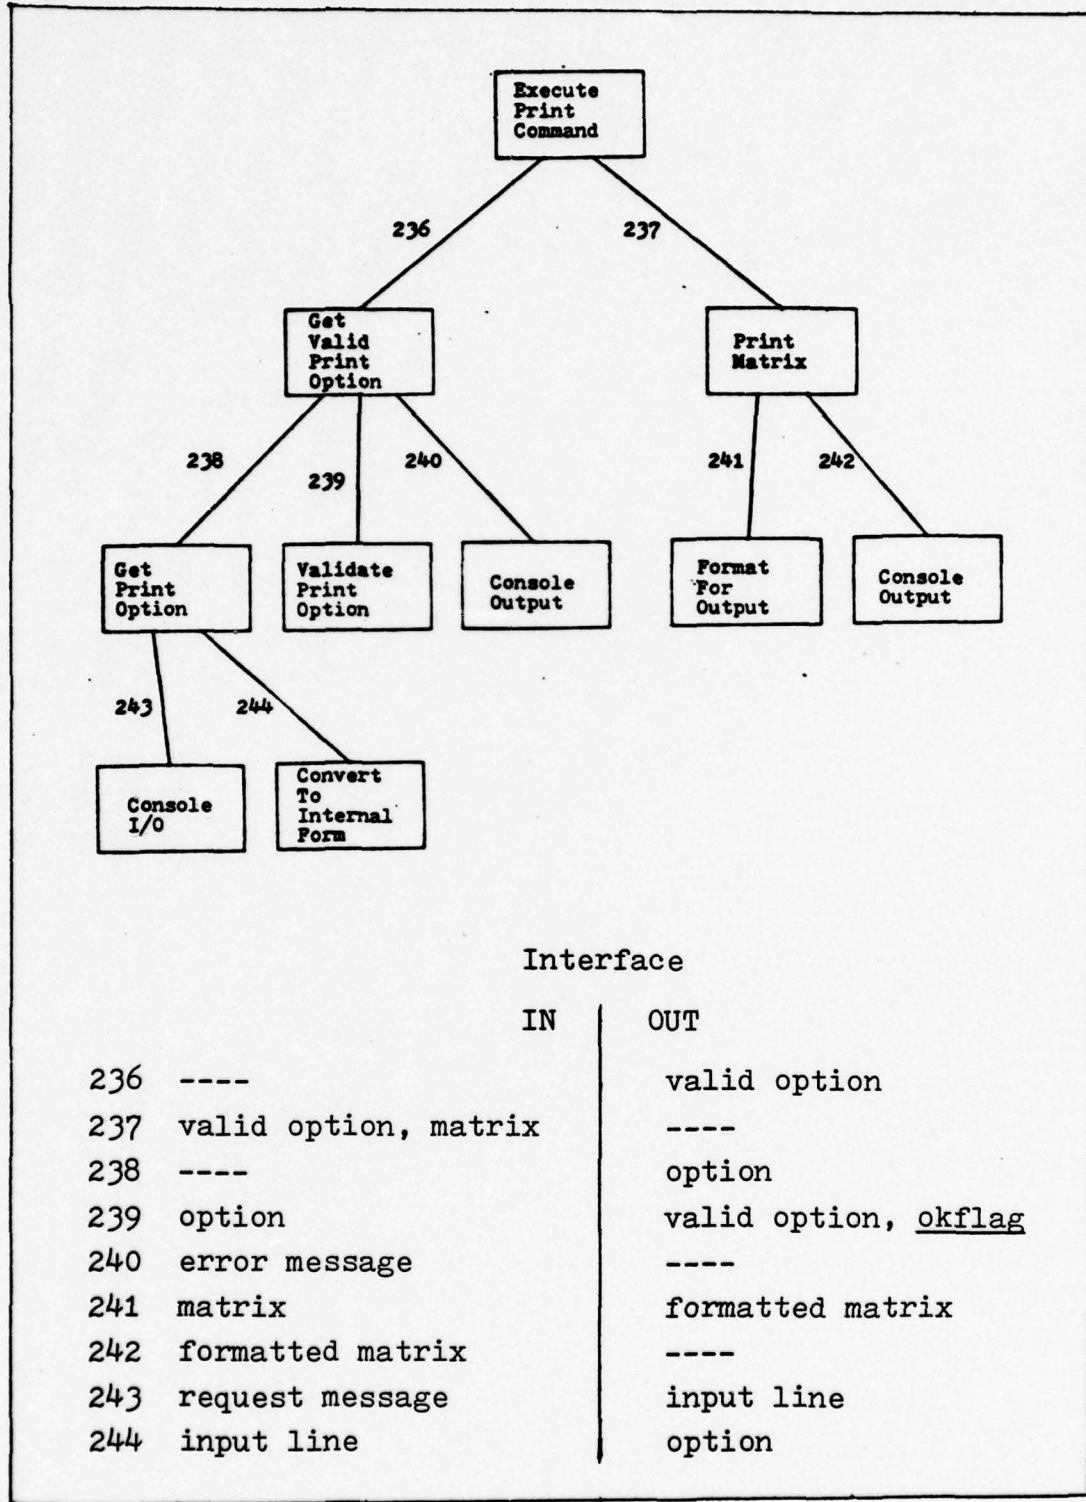 Execute
Print
Command
236
237
Get
Valid
Print
Option
Print
Matrix
238
239
240
241
242
Get
Print
Option
Validate
Print
Option
Console
Output
Format
For
Output
Console
Output
243
244
Console
I/O
Convert
To
Internal
Form
Interface
IN OUT
236 ---- valid option
237 valid option, matrix ----
238 ---- option
239 option valid option, okflag
240 error message ----
241 matrix formatted matrix
242 formatted matrix ----
243 request message input line
244 input line option